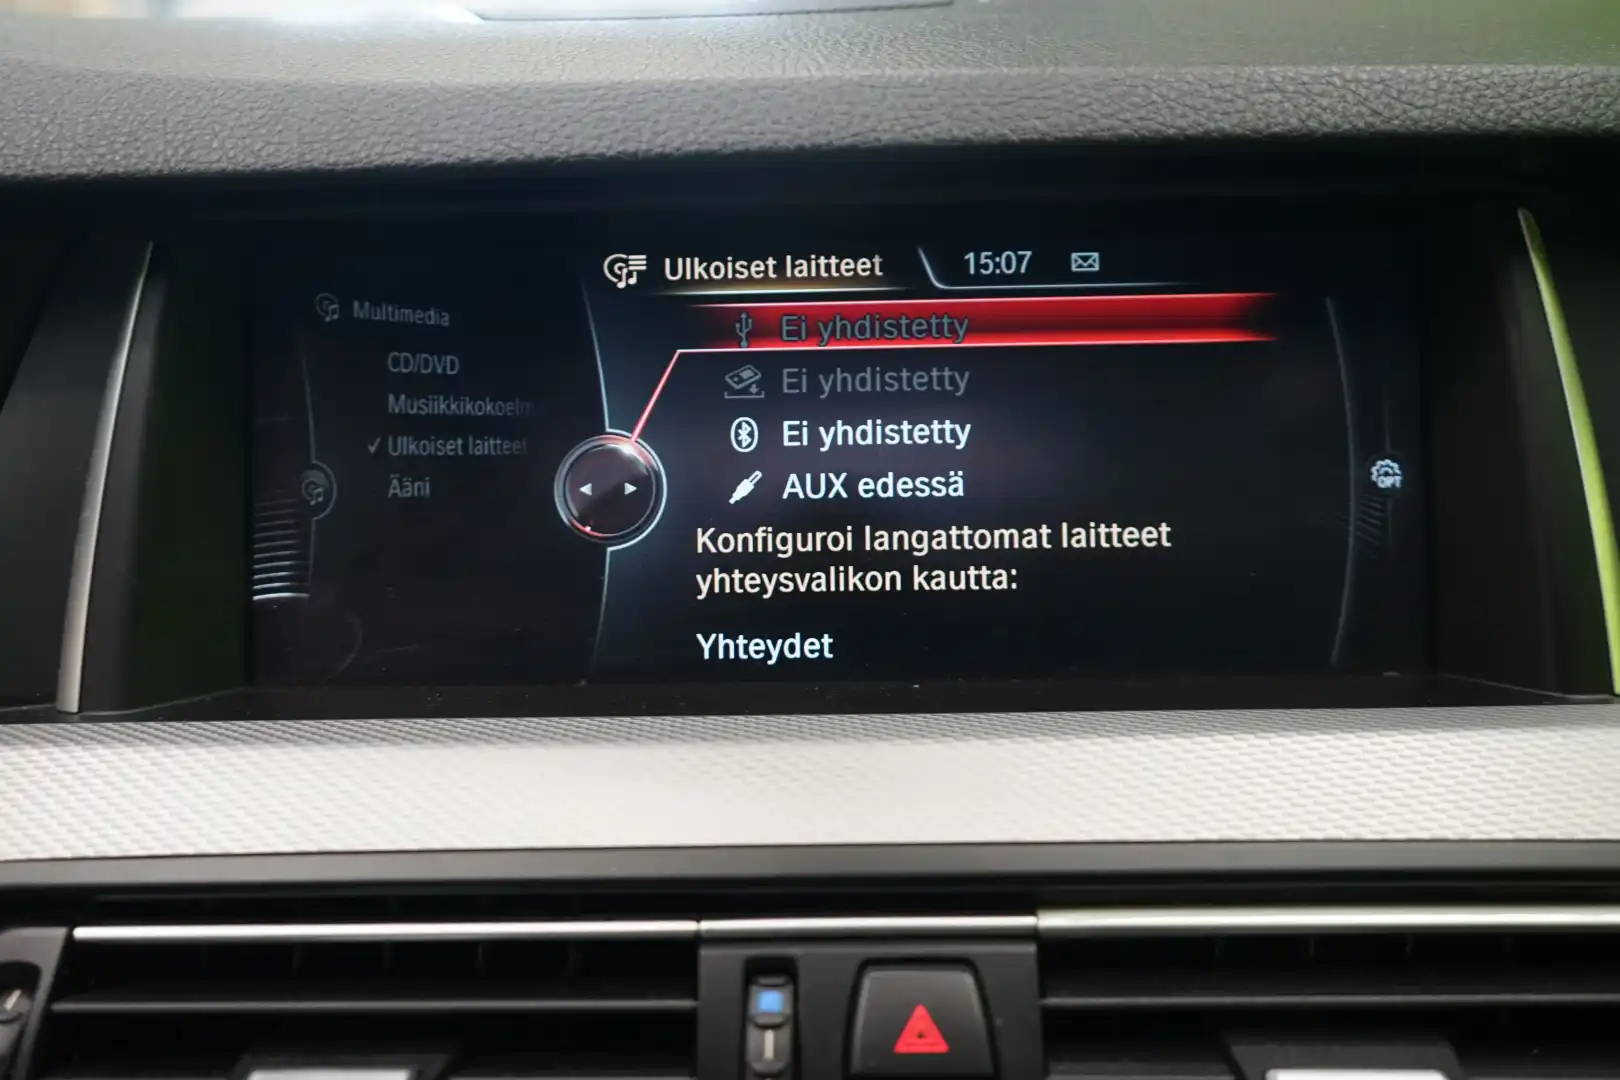 Ulkoiset laitteet
15:07
Multimedia
CD/DVD
Musiikkikokoelm
Ulkoiset laitteet
Ääni
Ei yhdistetty
Ei yhdistetty
Ei yhdistetty
AUX edessä
Konfiguroi langattomat laitteet
yhteysvalikon kautta:
Yhteydet
OPT